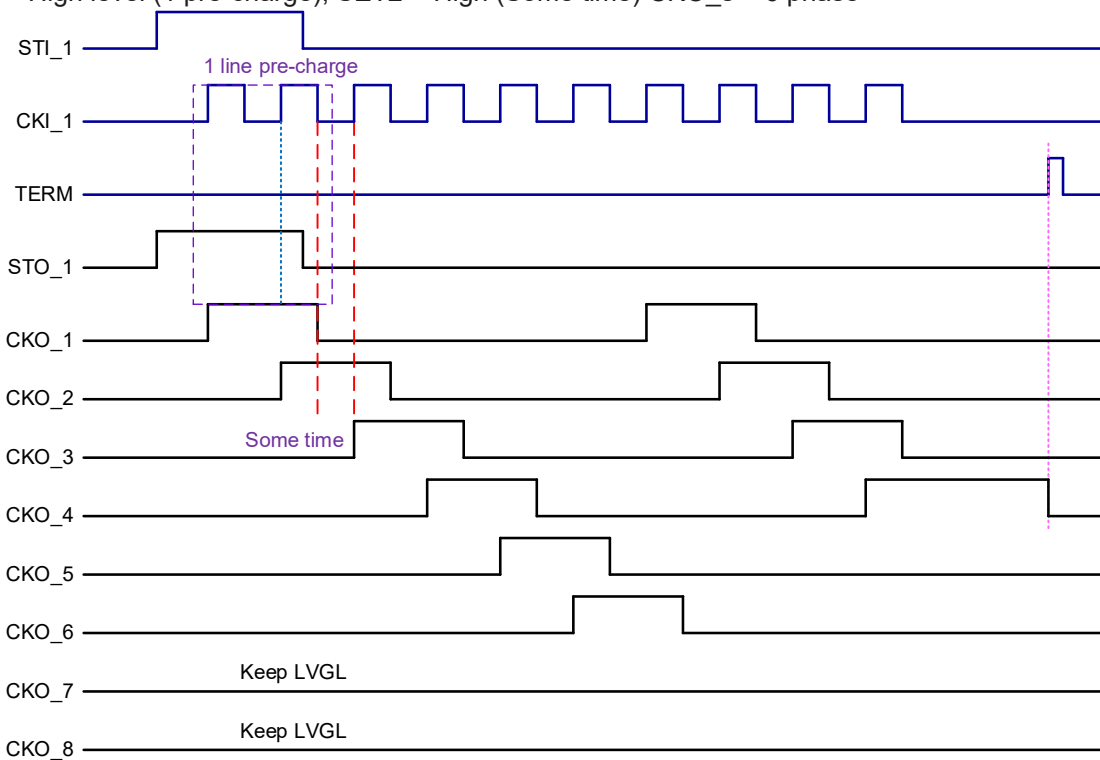 STI_1
1 line pre-charge
CKI_1
TERM
STO_1
CKO_1
CKO_2
Some time
CKO_3
CKO_4
CKO_5
CKO_6
Keep LVGL
CKO_7
Keep LVGL
CKO_8